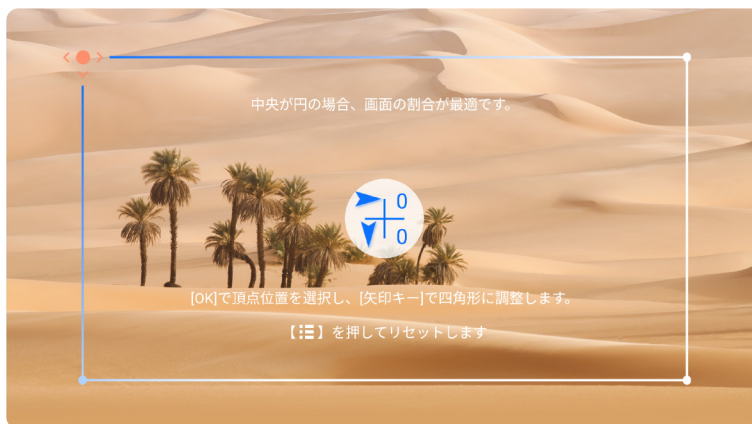 中央が円の場合、画面の割合が最適です。
0
0
[OK]で頂点位置を選択し、[矢印キー]で四角形に調整します。
【 】を押してリセットします